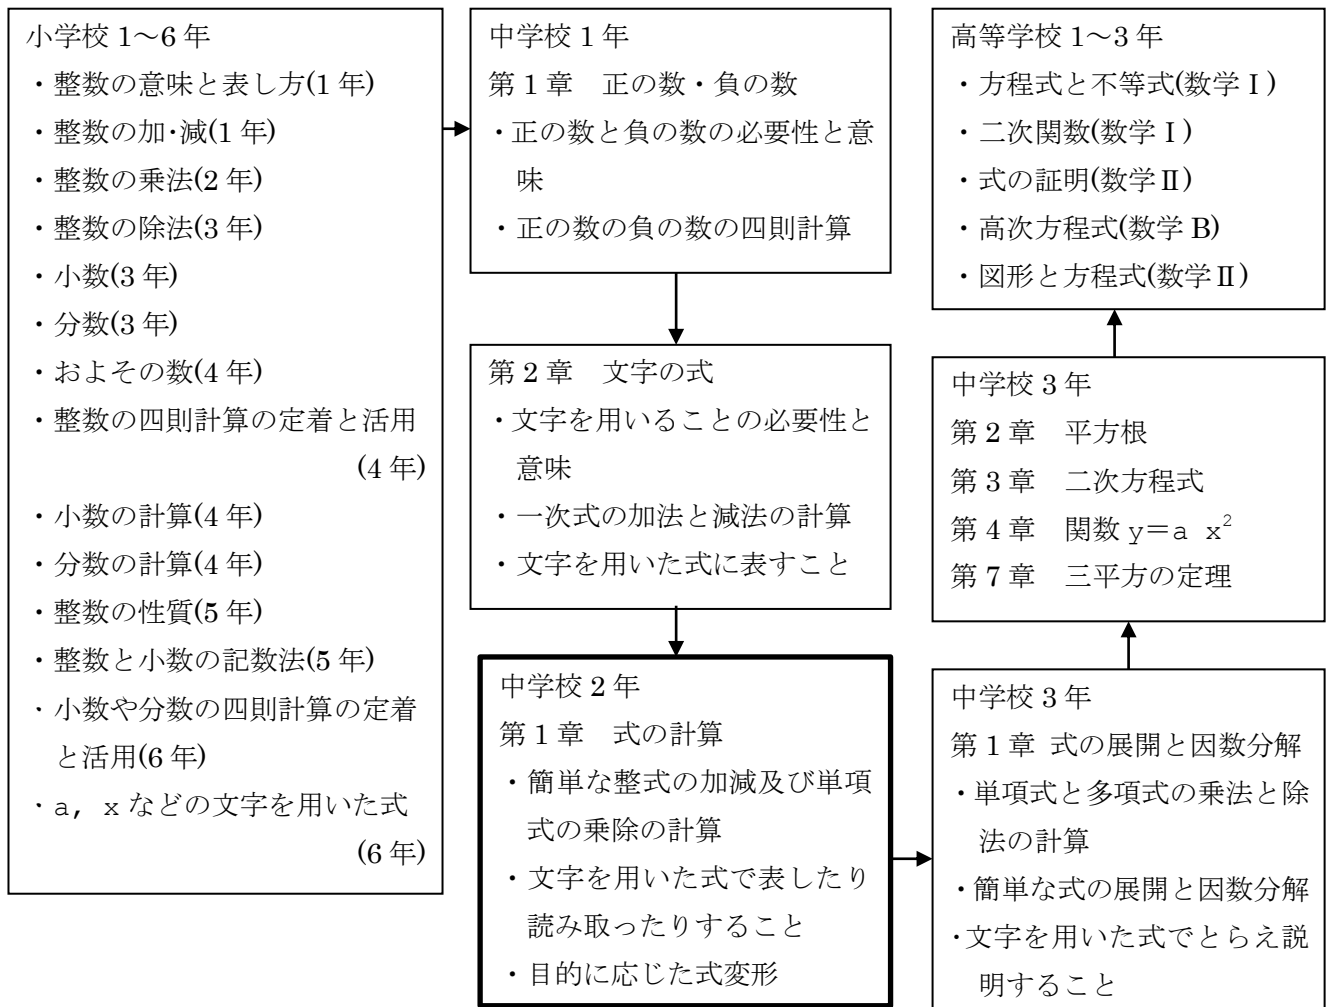 小学校 1～6 年
・整数の意味と表し方(1 年)
・整数の加･減(1 年)
・整数の乗法(2 年)
・整数の除法(3 年)
・小数(3 年)
・分数(3 年)
・およその数(4 年)
・整数の四則計算の定着と活用
(4 年)
・小数の計算(4 年)
・分数の計算(4 年)
・整数の性質(5 年)
・整数と小数の記数法(5 年)
・小数や分数の四則計算の定着
と活用(6 年)
・a, x などの文字を用いた式
(6 年)
中学校 1 年
第 1 章　正の数・負の数
・正の数と負の数の必要性と意
味
・正の数の負の数の四則計算
第 2 章　文字の式
・文字を用いることの必要性と
意味
・一次式の加法と減法の計算
・文字を用いた式に表すこと
中学校 2 年
第 1 章　式の計算
・簡単な整式の加減及び単項
式の乗除の計算
・文字を用いた式で表したり
読み取ったりすること
・目的に応じた式変形
中学校 3 年
第 1 章 式の展開と因数分解
・単項式と多項式の乗法と除
法の計算
・簡単な式の展開と因数分解
・文字を用いた式でとらえ説
明すること
中学校 3 年
第 2 章　平方根
第 3 章　二次方程式
第 4 章　関数 y＝a x²
第 7 章　三平方の定理
高等学校 1～3 年
・方程式と不等式(数学Ⅰ)
・二次関数(数学Ⅰ)
・式の証明(数学Ⅱ)
・高次方程式(数学 B)
・図形と方程式(数学Ⅱ)